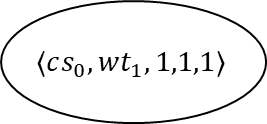 ⟨cs₀, wt₁, 1,1,1⟩